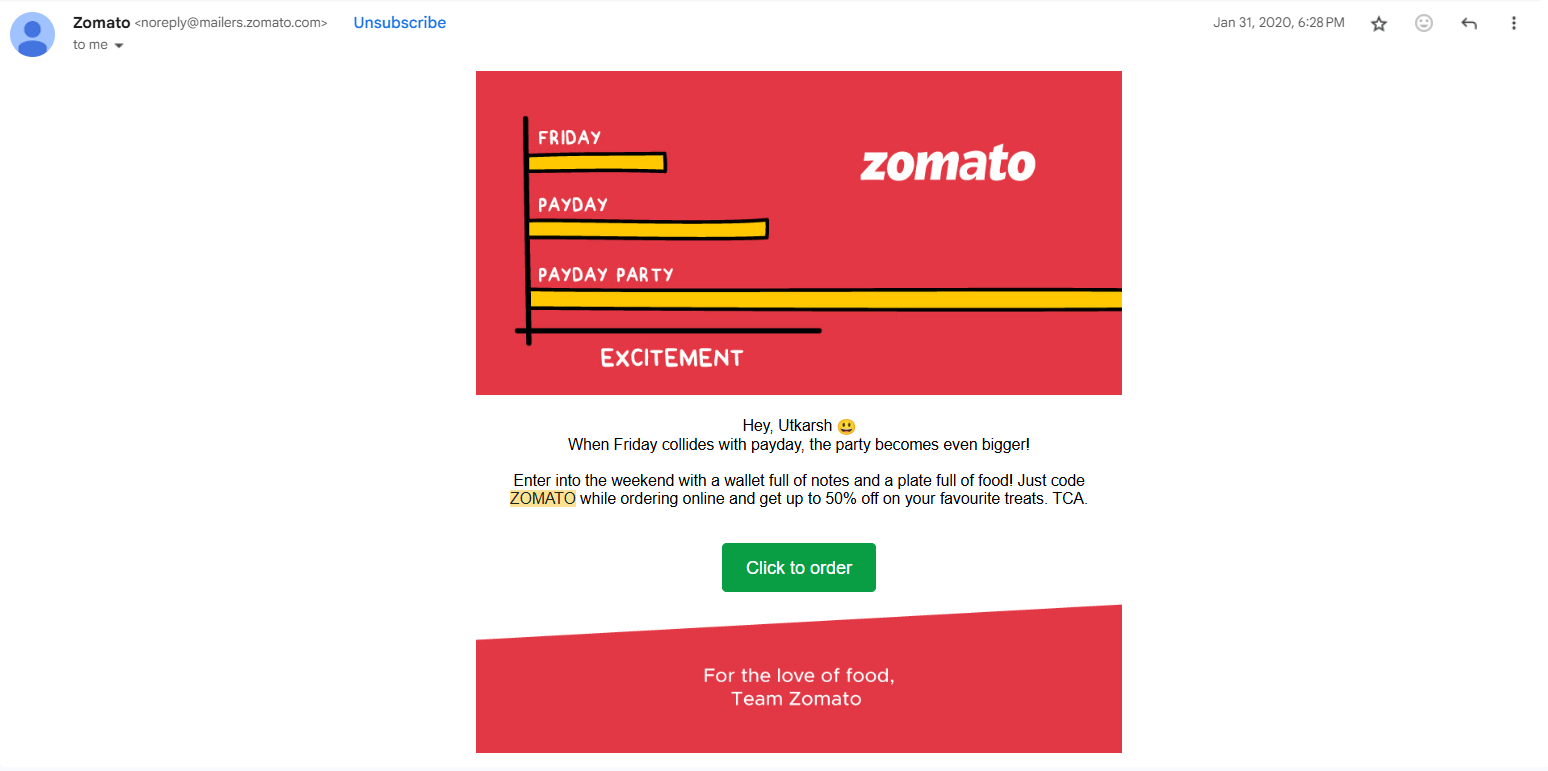 Zomato <noreply@mailers.zomato.com> Unsubscribe
Jan 31, 2020, 6:28 PM
to me
FRIDAY
zomato
PAYDAY
PAYDAY PARTY
EXCITEMENT
Hey, Utkarsh 😃
When Friday collides with payday, the party becomes even bigger!
Enter into the weekend with a wallet full of notes and a plate full of food! Just code
ZOMATO while ordering online and get up to 50% off on your favourite treats. TCA.
Click to order
For the love of food,
Team Zomato